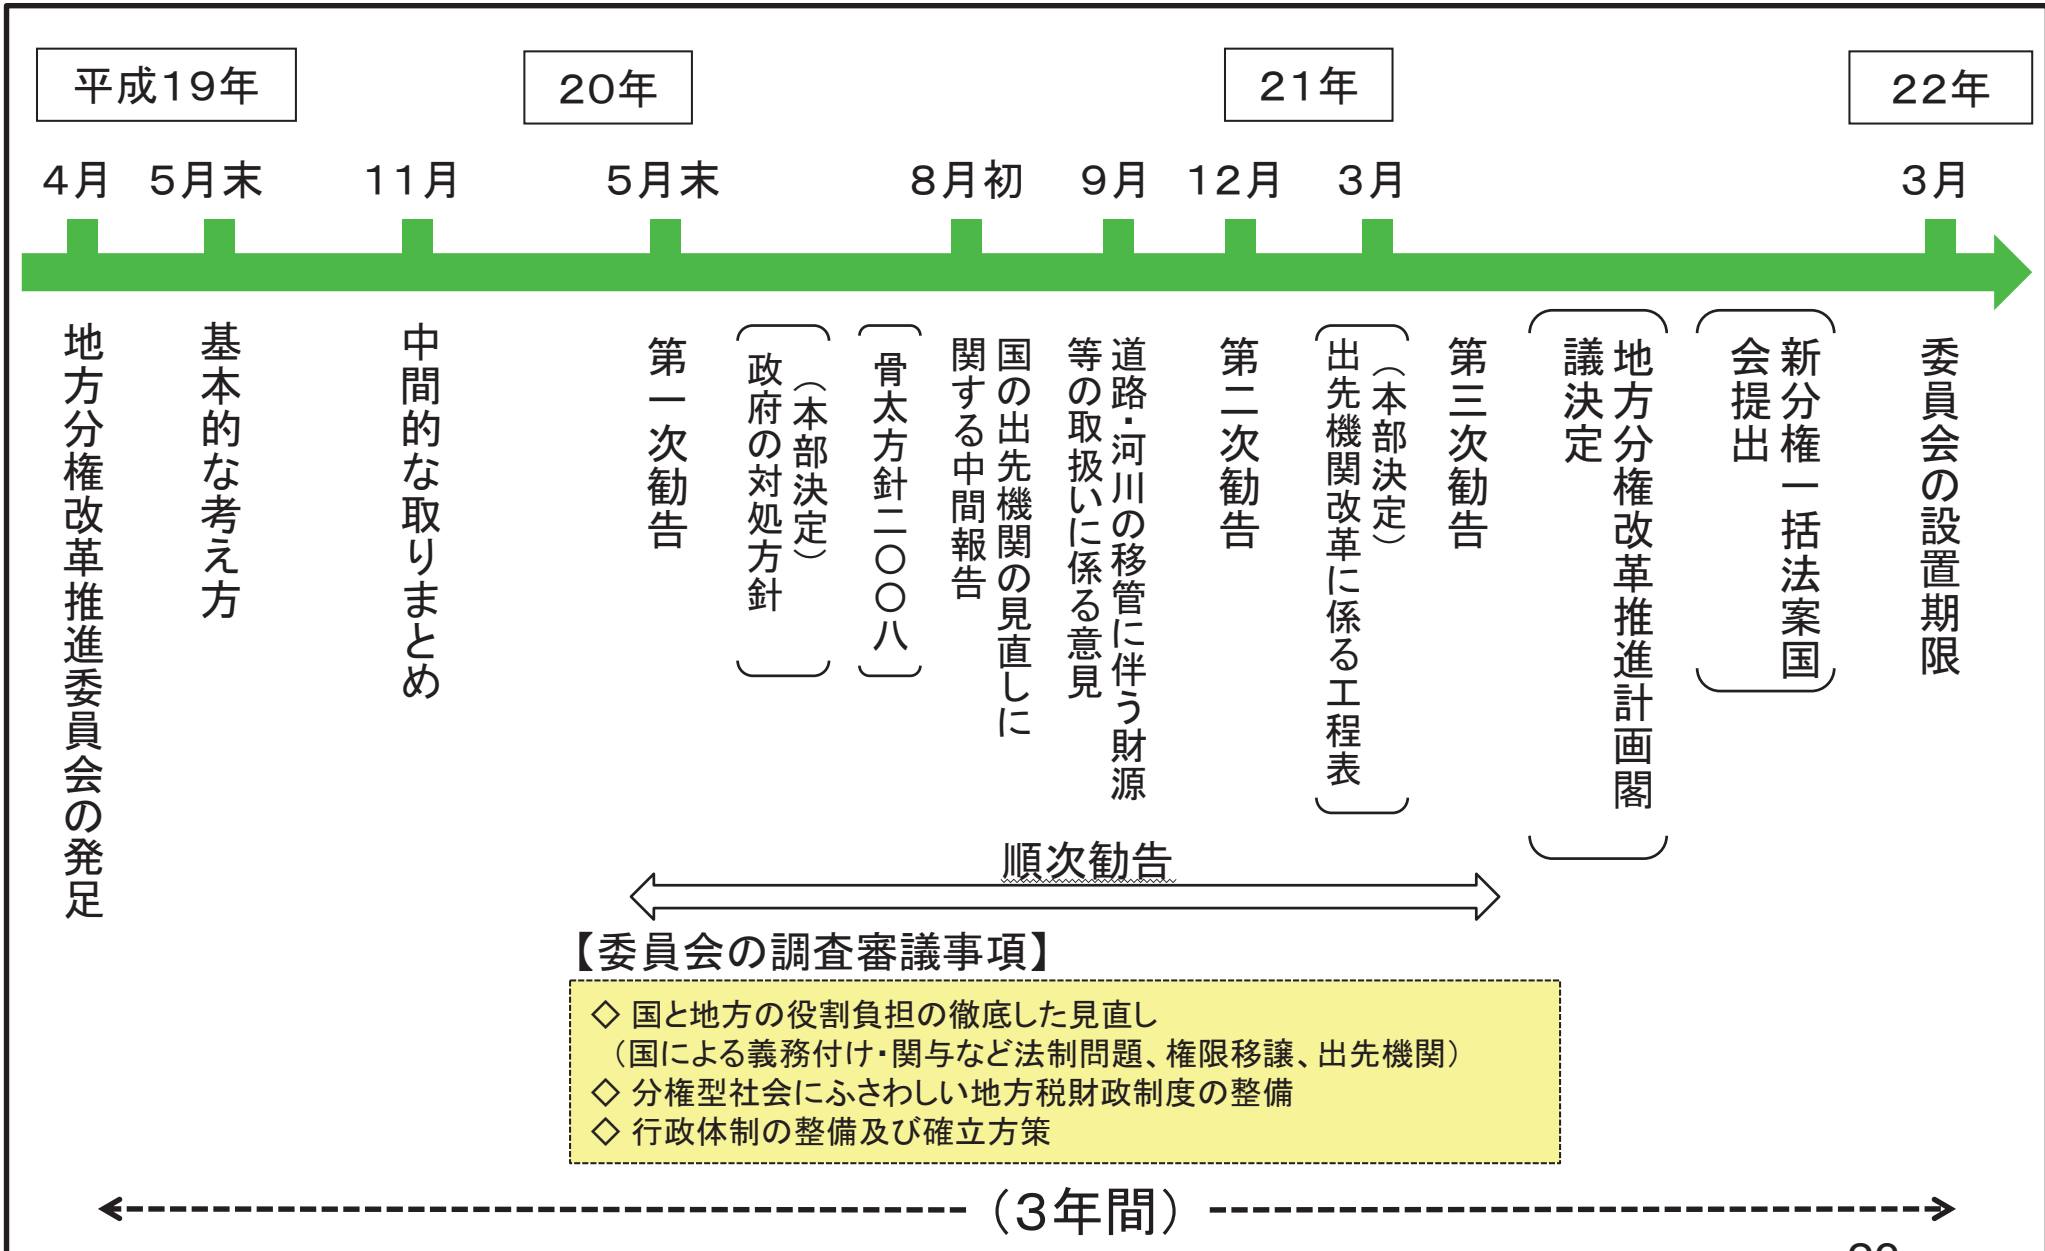 平成19年
20年
21年
22年
4月
5月末
11月
5月末
8月初
9月
12月
3月
3月
地方分権改革推進委員会の発足
基本的な考え方
中間的な取りまとめ
第一次勧告
（本部決定）
政府の対処方針
骨太方針二〇〇八
国の出先機関の見直しに
関する中間報告
道路・河川の移管に伴う財源
等の取扱いに係る意見
第二次勧告
（本部決定）
出先機関改革に係る工程表
第三次勧告
地方分権改革推進計画閣
議決定
新分権一括法案国
会提出
委員会の設置期限
順次勧告
【委員会の調査審議事項】
◇ 国と地方の役割負担の徹底した見直し
（国による義務付け・関与など法制問題、権限移譲、出先機関）
◇ 分権型社会にふさわしい地方税財政制度の整備
◇ 行政体制の整備及び確立方策
（3年間）